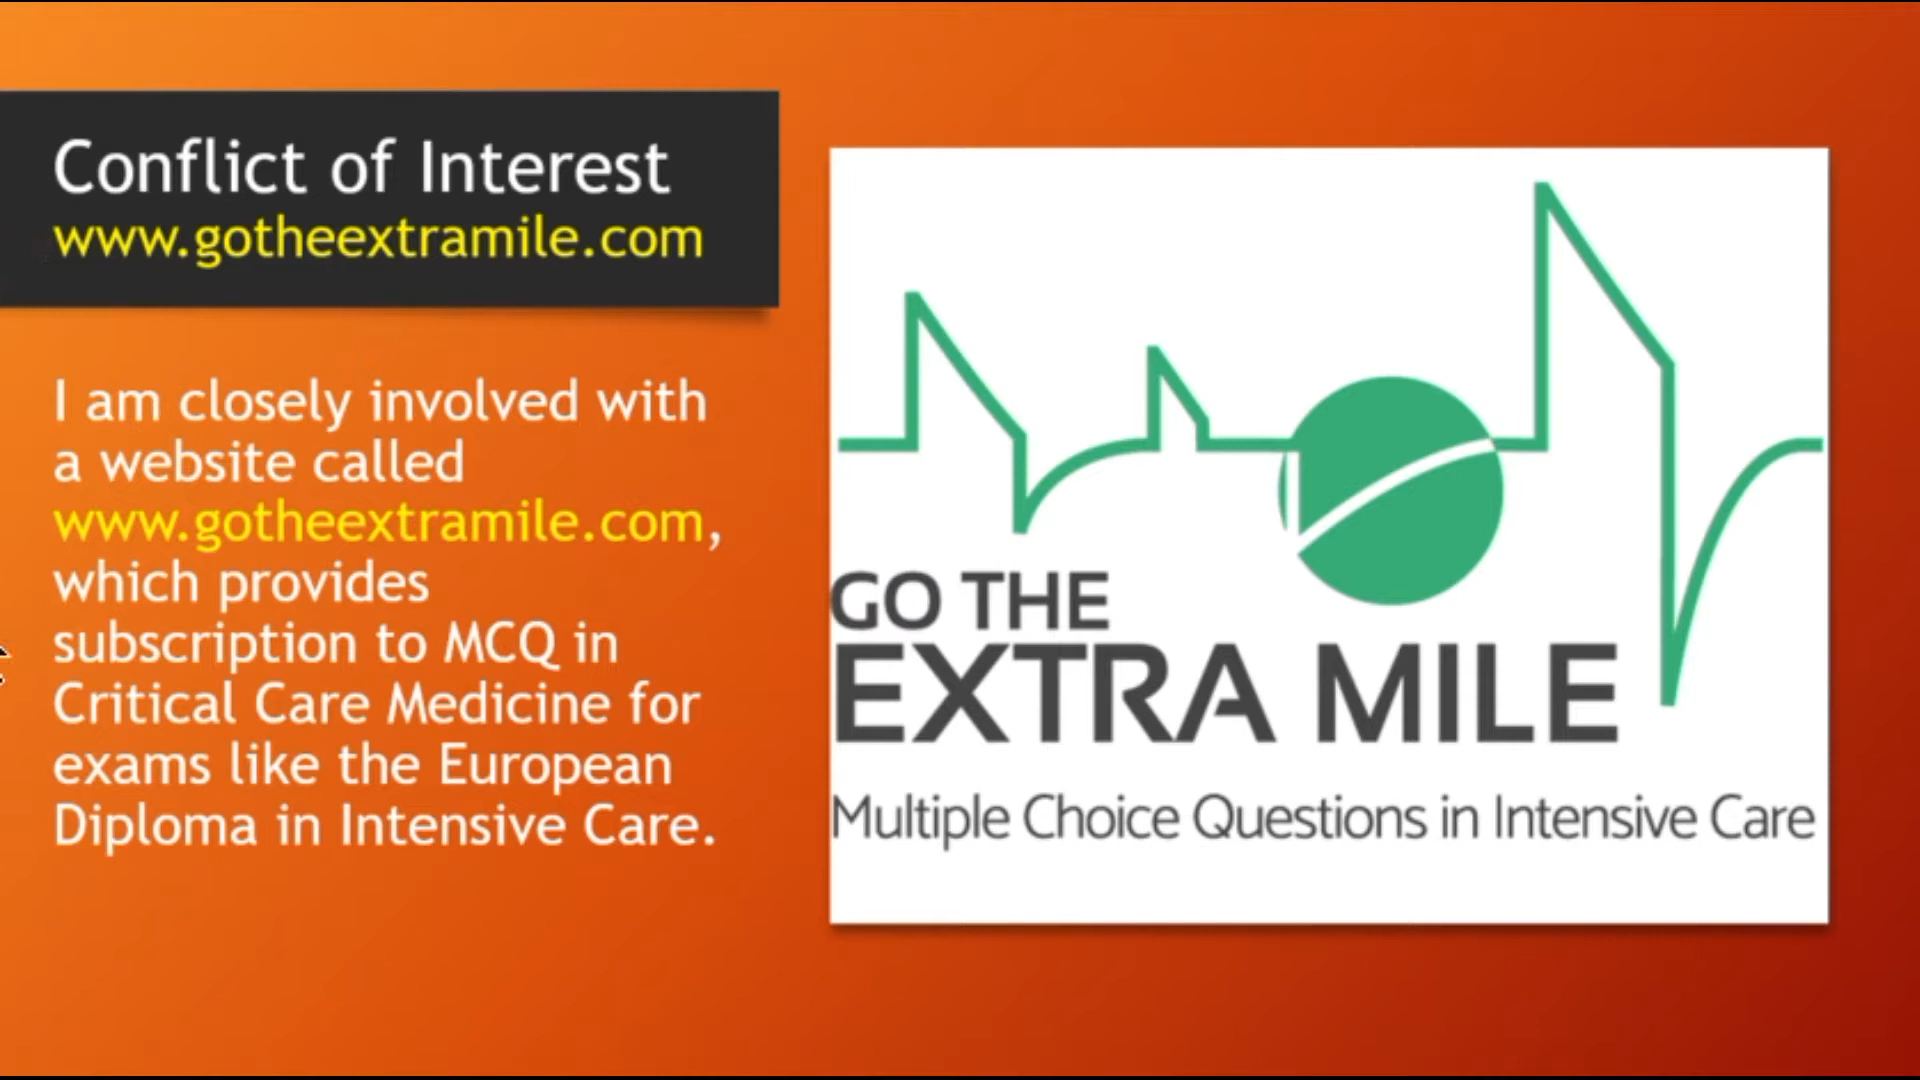 Conflict of Interest
www.gotheextramile.com
I am closely involved with
a website called
www.gotheextramile.com,
which provides
subscription to MCQ in
Critical Care Medicine for
exams like the European
Diploma in Intensive Care.
GO THE
EXTRA MILE
Multiple Choice Questions in Intensive Care